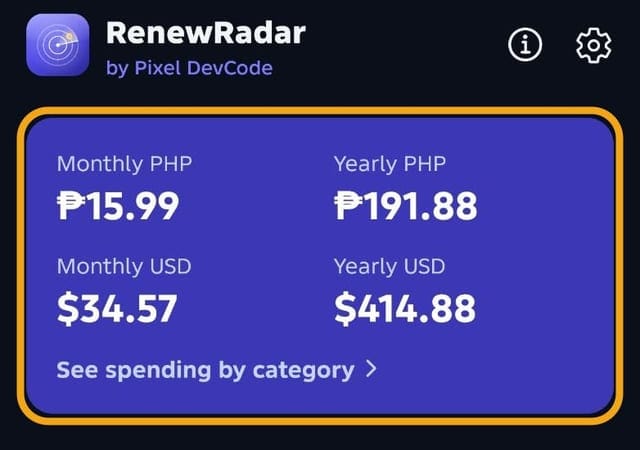 RenewRadar
by Pixel DevCode
Monthly PHP
₱15.99
Yearly PHP
₱191.88
Monthly USD
$34.57
Yearly USD
$414.88
See spending by category >